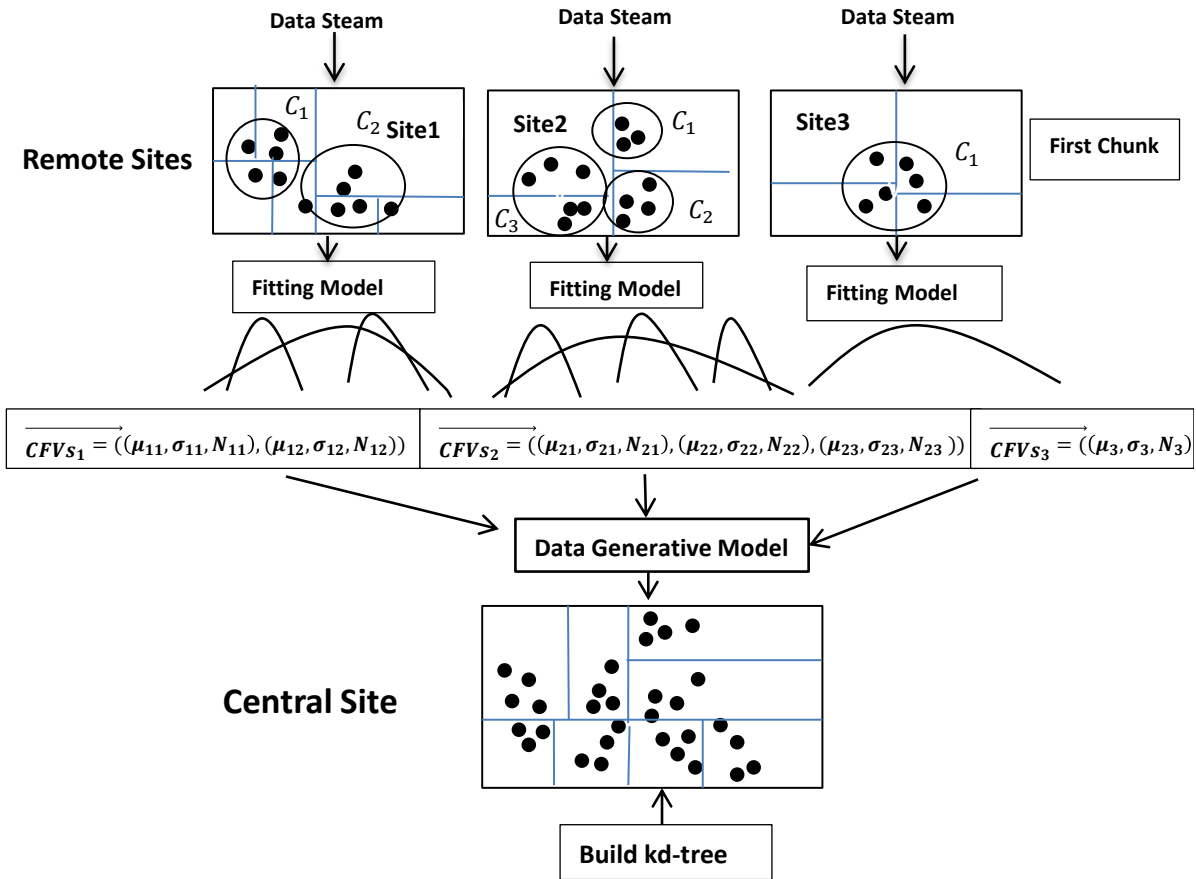 Data Steam
Data Steam
Data Steam
C₁
C₂
Site1
Site2
C₁
C₃
C₂
Site3
C₁
First Chunk
Remote Sites
Fitting Model
Fitting Model
Fitting Model
CFVs₁ = ((μ₁₁, σ₁₁, N₁₁), (μ₁₂, σ₁₂, N₁₂))
CFVs₂ = ((μ₂₁, σ₂₁, N₂₁), (μ₂₂, σ₂₂, N₂₂), (μ₂₃, σ₂₃, N₂₃ ))
CFVs₃ = ((μ₃, σ₃, N₃)
Data Generative Model
Central Site
Build kd-tree